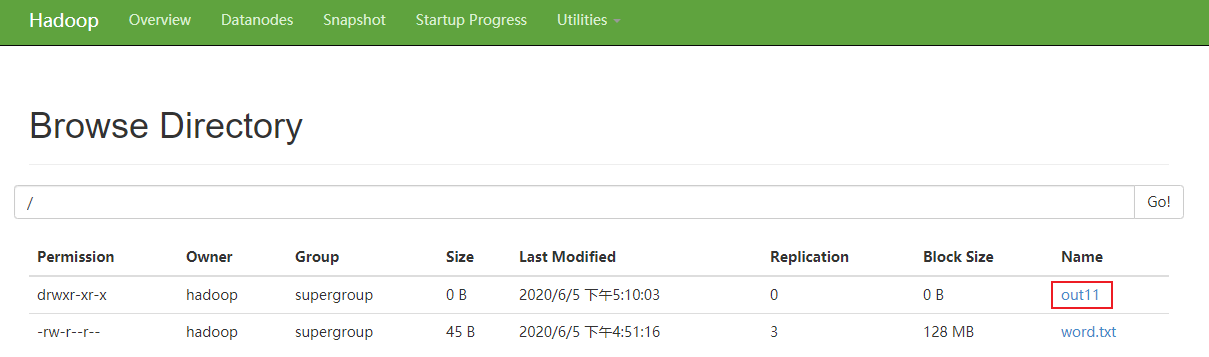 Hadoop Overview Datanodes Snapshot Startup Progress Utilities
Browse Directory
/ Go!
Permission Owner Group Size Last Modified Replication Block Size Name
drwxr-xr-x hadoop supergroup 0 B 2020/6/5 下午5:10:03 0 0 B out11
-rw-r--r-- hadoop supergroup 45 B 2020/6/5 下午4:51:16 3 128 MB word.txt